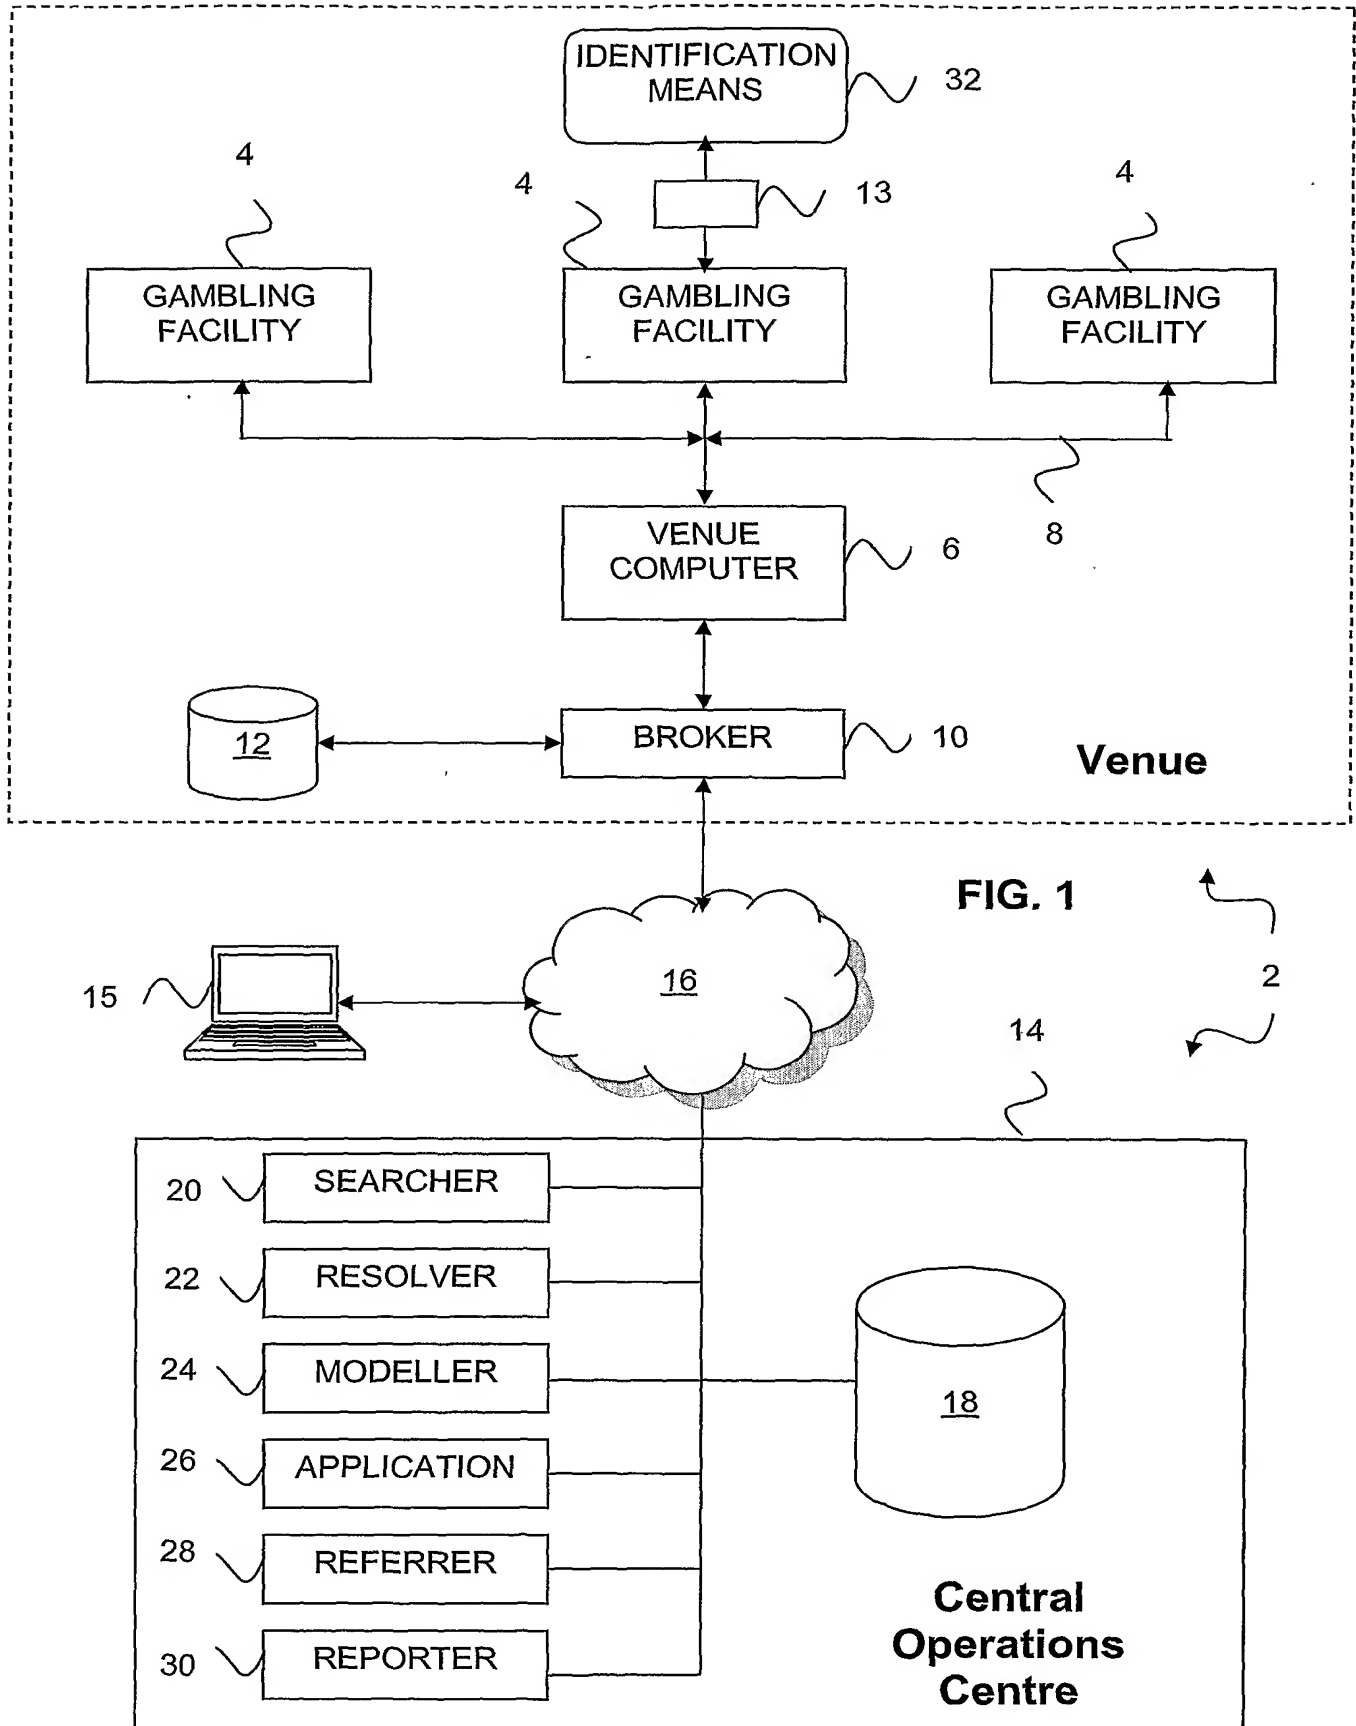 IDENTIFICATION
MEANS
32
4
4
13
4
GAMBLING
FACILITY
GAMBLING
FACILITY
GAMBLING
FACILITY
8
VENUE
COMPUTER
6
12
BROKER
10
Venue
FIG. 1
16
15
2
14
20
SEARCHER
22
RESOLVER
24
MODELLER
18
26
APPLICATION
28
REFERRER
30
REPORTER
Central
Operations
Centre